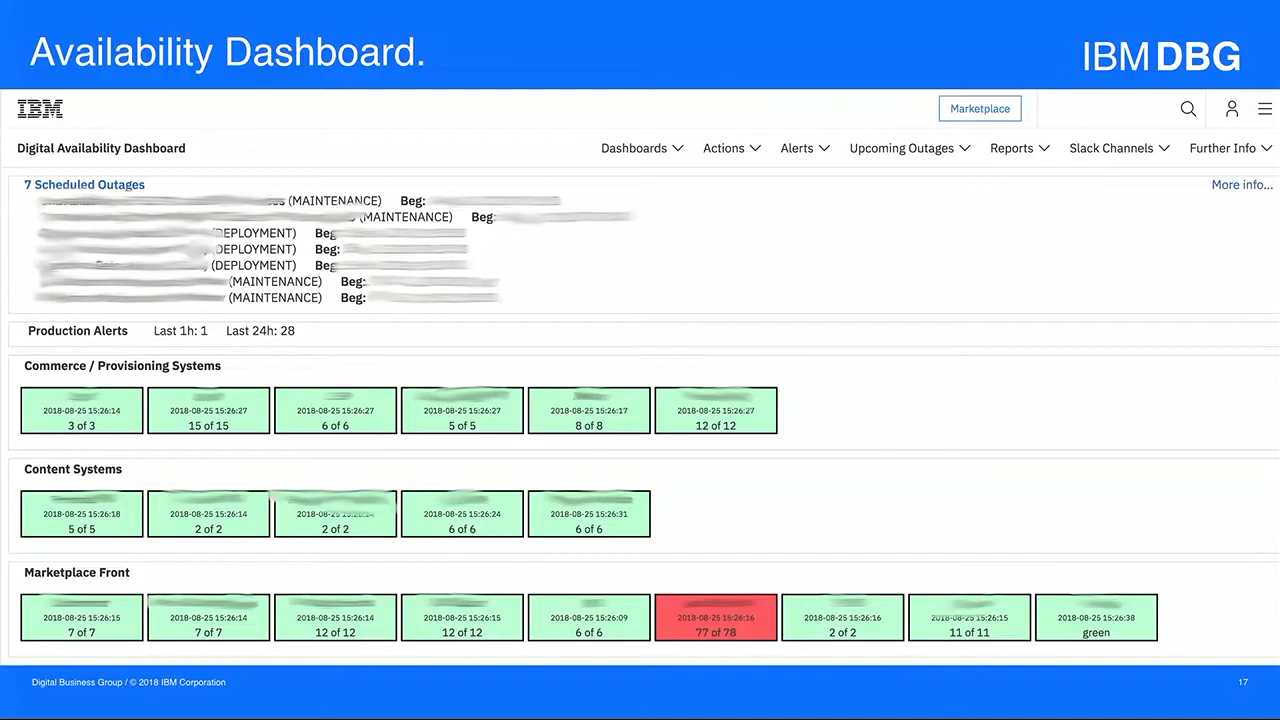 Availability Dashboard.
IBM DBG
IBM
Marketplace
Digital Availability Dashboard
Dashboards Actions Alerts Upcoming Outages Reports Slack Channels Further Info
7 Scheduled Outages More info...
(MAINTENANCE) Beg:
(MAINTENANCE) Beg:
DEPLOYMENT) Beg
DEPLOYMENT) Beg:
(DEPLOYMENT) Beg
(MAINTENANCE) Beg:
(MAINTENANCE) Beg:
Production Alerts Last 1h: 1 Last 24h: 28
Commerce / Provisioning Systems
2018-08-25 15:26:14 2018-08-25 15:26:27 2018-08-25 15:26:27 2018-08-25 15:26:27 2018-08-25 15:26:17 2018-08-25 15:26:27
3 of 3 15 of 15 6 of 6 5 of 5 8 of 8 12 of 12
Content Systems
2018-08-25 15:26:18 2018-08-25 15:26:14 2018-08-25 2018-08-25 15:26:24 2018-08-25 15:26:31
5 of 5 2 of 2 2 of 2 6 of 6 6 of 6
Marketplace Front
2018-08-25 15:26:15 2018-08-25 15:26:14 2018-08-25 15:26:14 2018-08-25 15:26:15 2018-08-25 15:26:09 2018-08-25 15:26:16 2018-08-25 15:26:16 2018-08-25 15:26:15 2018-08-25 15:26:38
7 of 7 7 of 7 12 of 12 12 of 12 6 of 6 77 of 78 2 of 2 11 of 11 green
Digital Business Group / © 2018 IBM Corporation 17